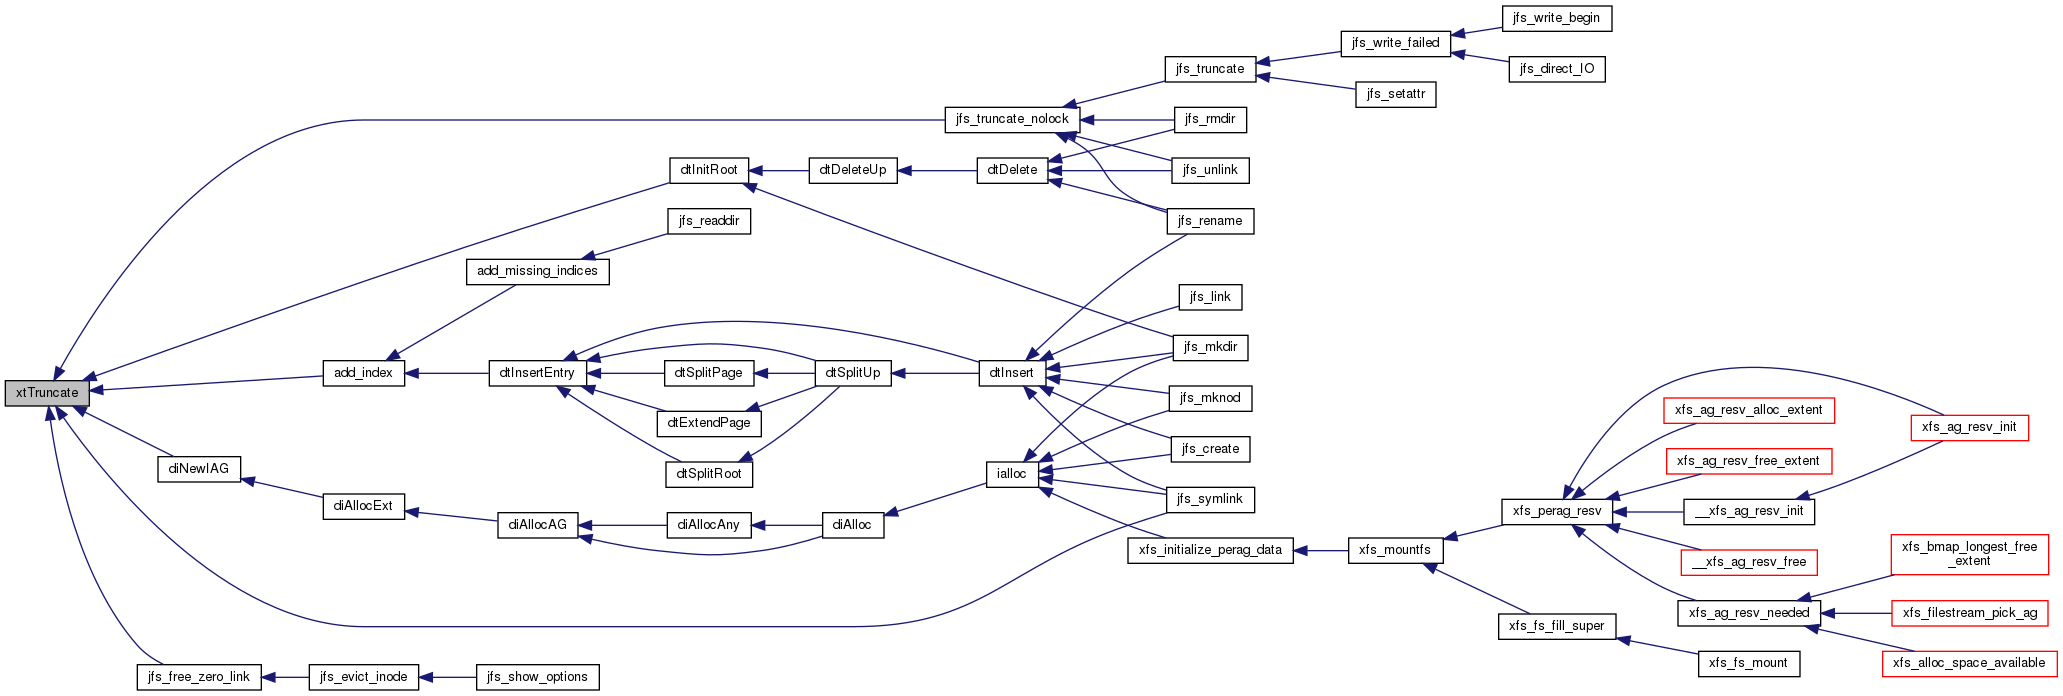 jfs_write_begin
jfs_write_failed
jfs_truncate
jfs_direct_IO
jfs_setattr
jfs_truncate_nolock
jfs_rmdir
dtInitRoot
dtDeleteUp
dtDelete
jfs_unlink
jfs_readdir
jfs_rename
add_missing_indices
jfs_link
jfs_mkdir
add_index
dtInsertEntry
dtSplitPage
dtSplitUp
dtInsert
xtTruncate
jfs_mknod
xfs_ag_resv_alloc_extent
dtExtendPage
xfs_ag_resv_init
jfs_create
xfs_ag_resv_free_extent
diNewIAG
dtSplitRoot
ialloc
jfs_symlink
diAllocExt
xfs_perag_resv
__xfs_ag_resv_init
diAllocAG
diAllocAny
diAlloc
xfs_initialize_perag_data
xfs_mountfs
xfs_bmap_longest_free
_extent
__xfs_ag_resv_free
xfs_ag_resv_needed
xfs_filestream_pick_ag
xfs_fs_fill_super
xfs_fs_mount
xfs_alloc_space_available
jfs_free_zero_link
jfs_evict_inode
jfs_show_options